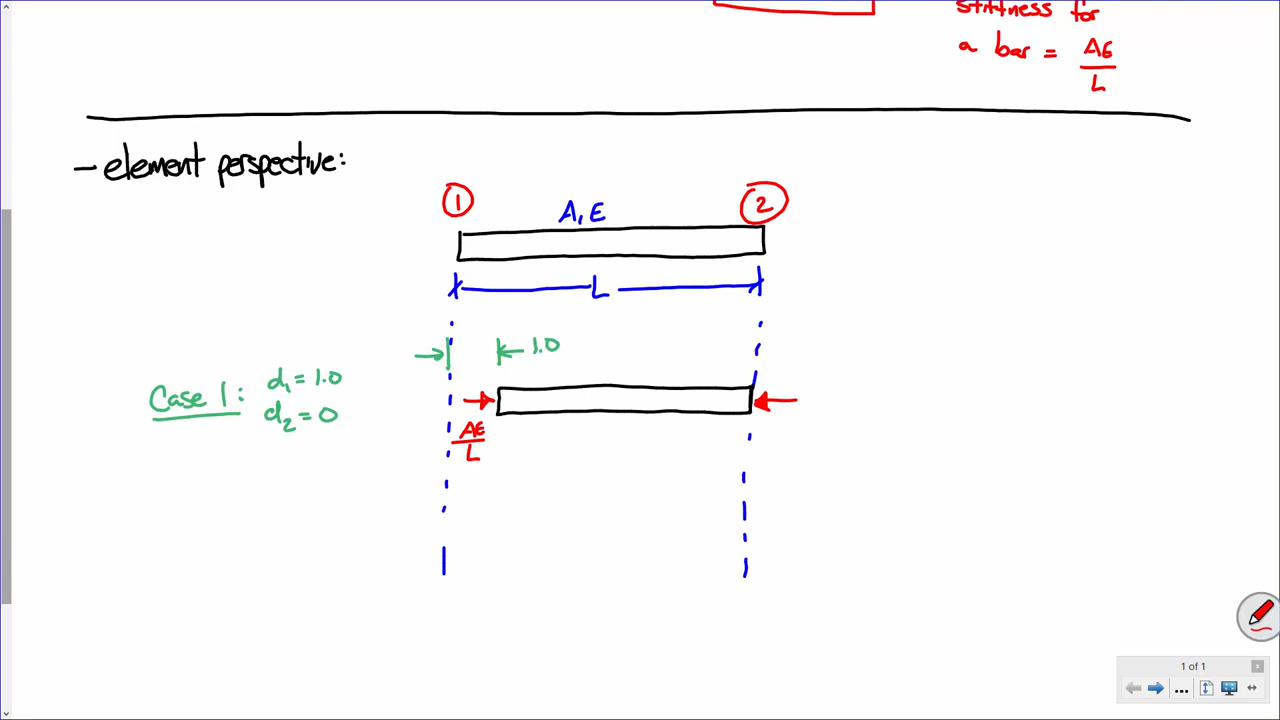 stiffness for
a bar = AE/L
– element perspective:
① ②
A, E
L
1.0
Case 1: d₁ = 1.0
d₂ = 0
AE/L
1 of 1